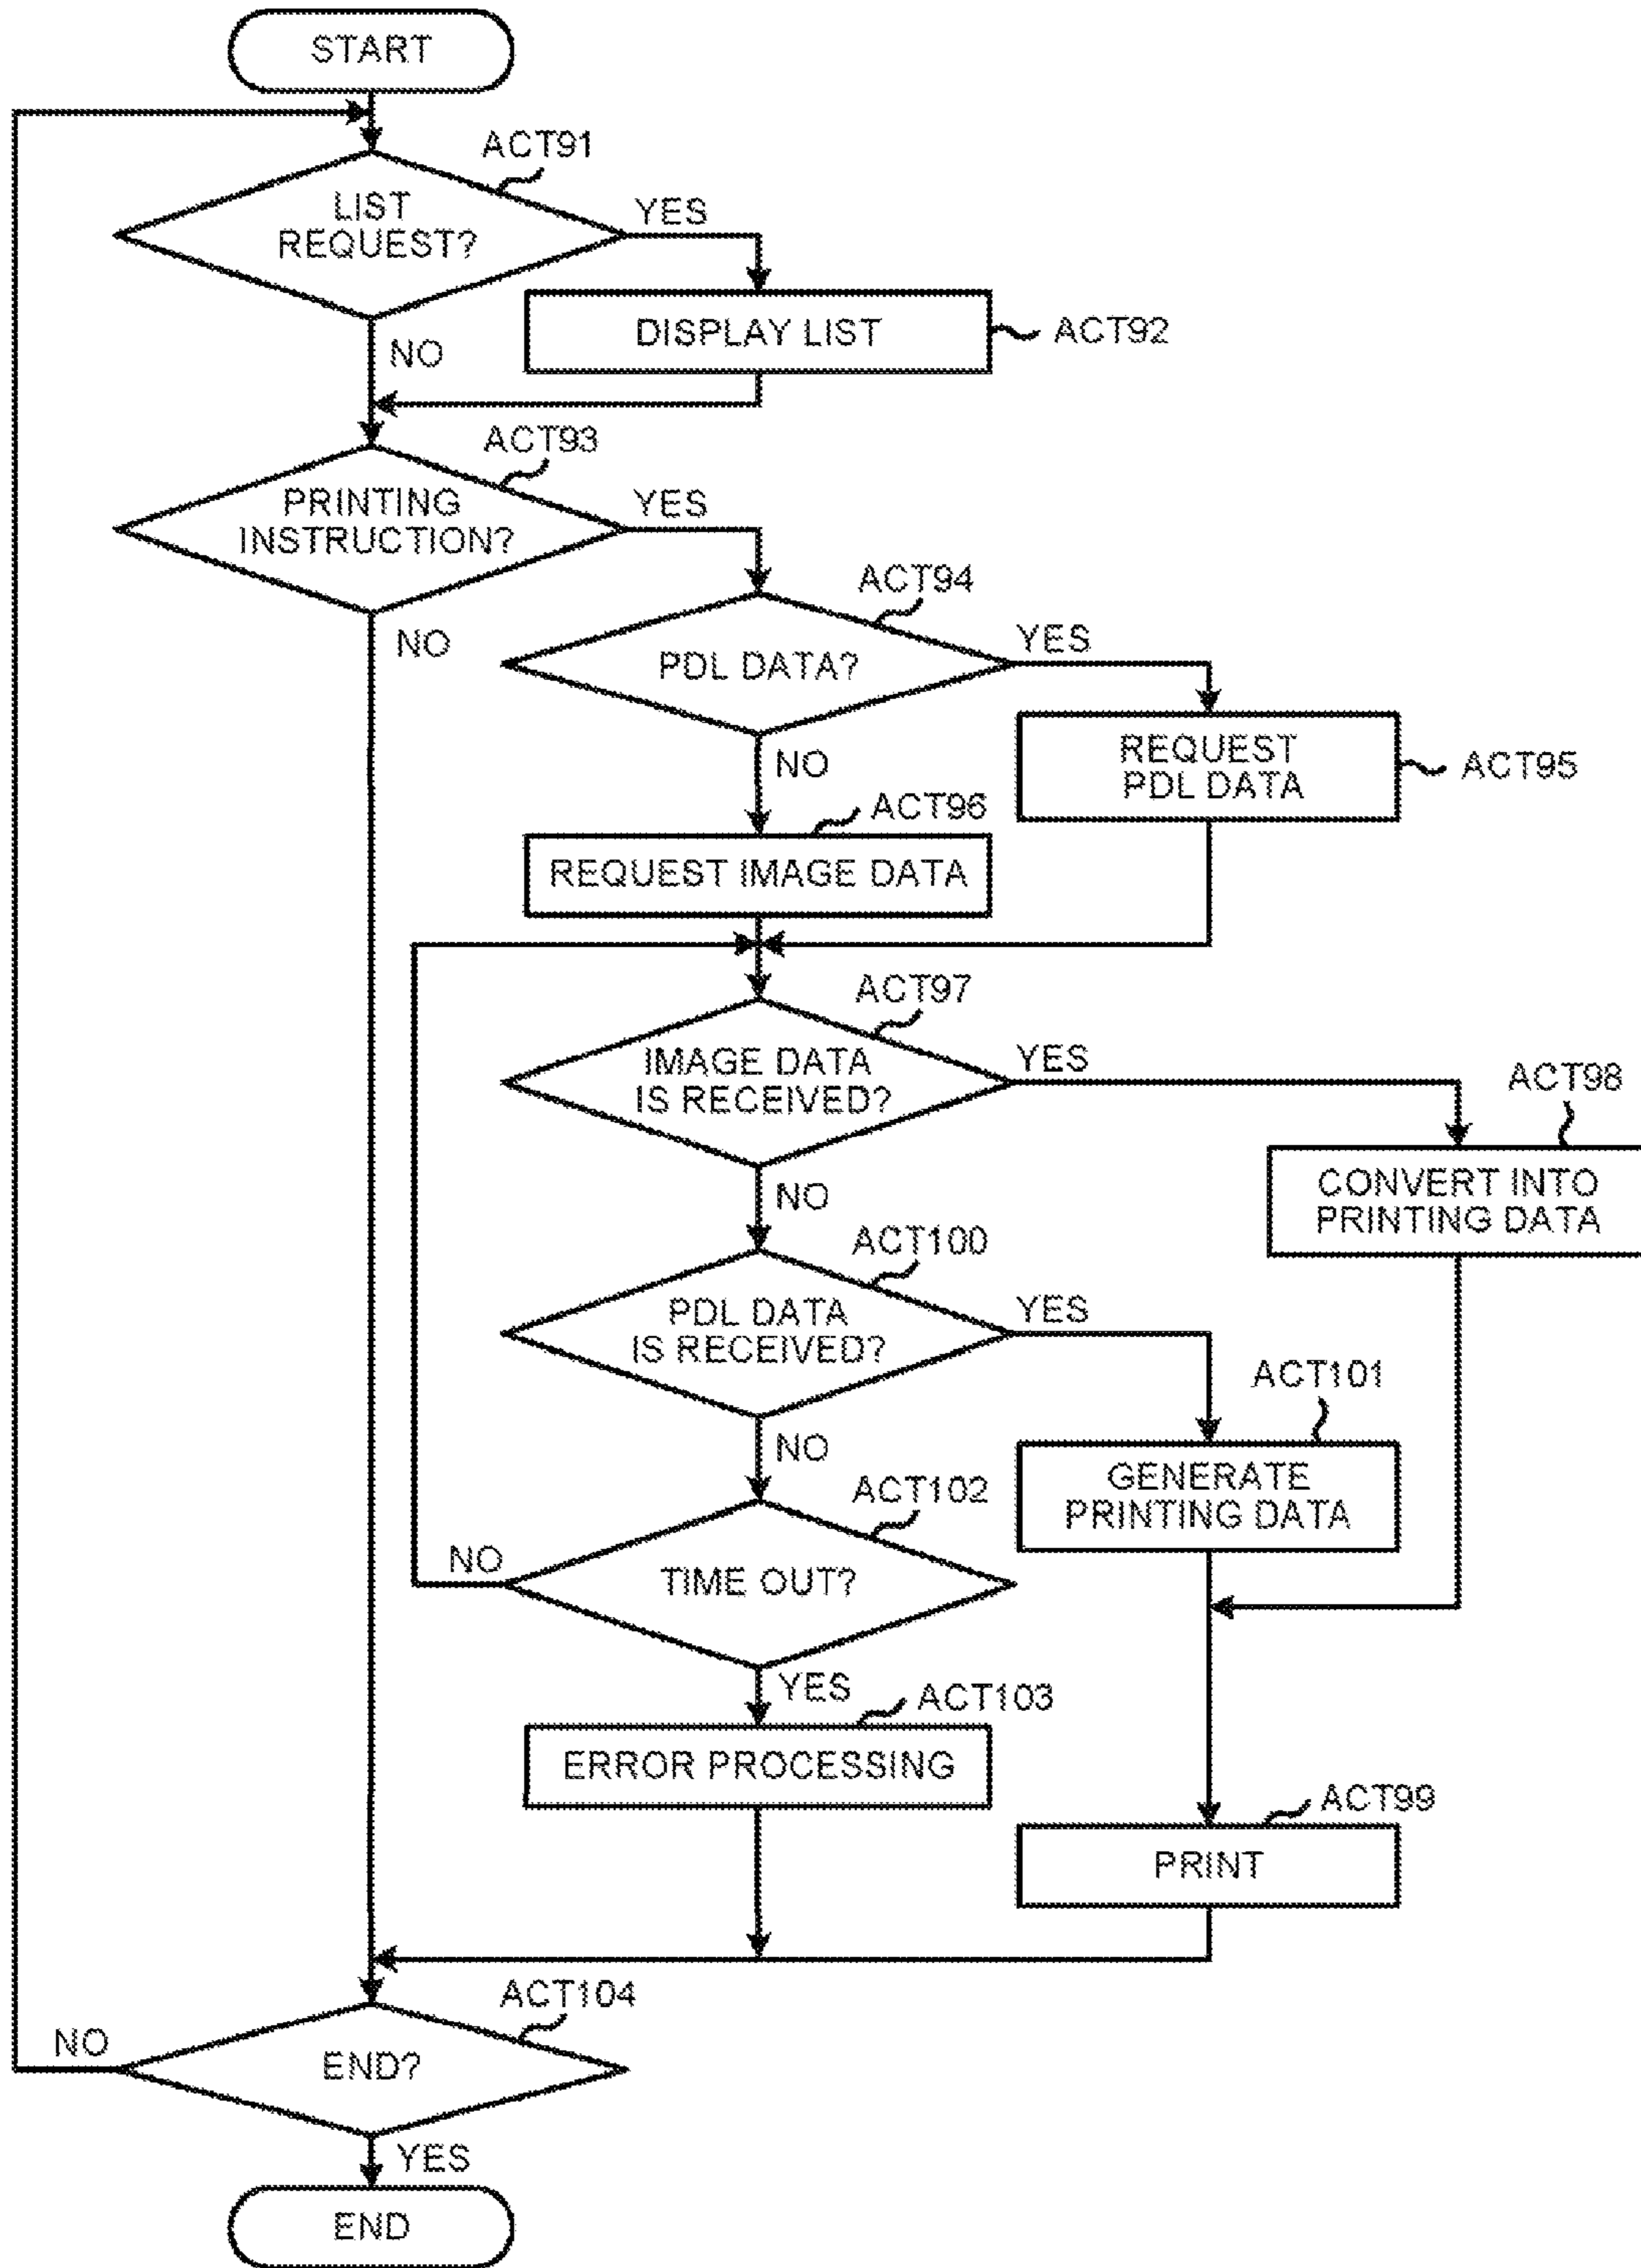 START
ACT91
LIST
REQUEST?
YES
DISPLAY LIST
ACT92
NO
ACT93
PRINTING
INSTRUCTION?
YES
NO
ACT94
PDL DATA?
YES
REQUEST
PDL DATA
ACT95
NO
ACT96
REQUEST IMAGE DATA
ACT97
IMAGE DATA
IS RECEIVED?
YES
ACT98
CONVERT INTO
PRINTING DATA
NO
ACT100
PDL DATA
IS RECEIVED?
YES
ACT101
GENERATE
PRINTING DATA
NO
ACT102
TIME OUT?
NO
YES
ACT103
ERROR PROCESSING
ACT99
PRINT
ACT104
END?
NO
YES
END